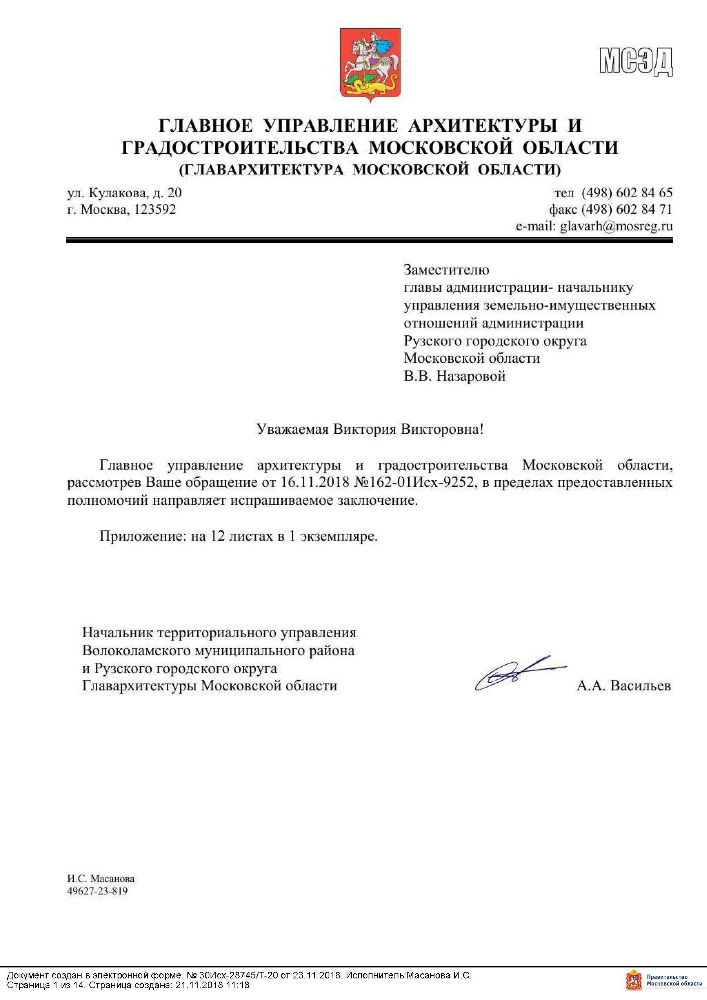 МСЭД
ГЛАВНОЕ УПРАВЛЕНИЕ АРХИТЕКТУРЫ И
ГРАДОСТРОИТЕЛЬСТВА МОСКОВСКОЙ ОБЛАСТИ
(ГЛАВАРХИТЕКТУРА МОСКОВСКОЙ ОБЛАСТИ)
ул. Кулакова, д. 20
г. Москва, 123592
тел (498) 602 84 65
факс (498) 602 84 71
e-mail: glavarh@mosreg.ru
Заместителю
главы администрации- начальнику
управления земельно-имущественных
отношений администрации
Рузского городского округа
Московской области
В.В. Назаровой
Уважаемая Виктория Викторовна!
Главное управление архитектуры и градостроительства Московской области,
рассмотрев Ваше обращение от 16.11.2018 №162-01Исх-9252, в пределах предоставленных
полномочий направляет испрашиваемое заключение.
Приложение: на 12 листах в 1 экземпляре.
Начальник территориального управления
Волоколамского муниципального района
и Рузского городского округа
Главархитектуры Московской области
А.А. Васильев
И.С. Масанова
49627-23-819
Документ создан в электронной форме. № 30Исх-28745/Т-20 от 23.11.2018. Исполнитель:Масанова И.С.
Страница 1 из 14. Страница создана: 21.11.2018 11:18
Правительство
Московской области